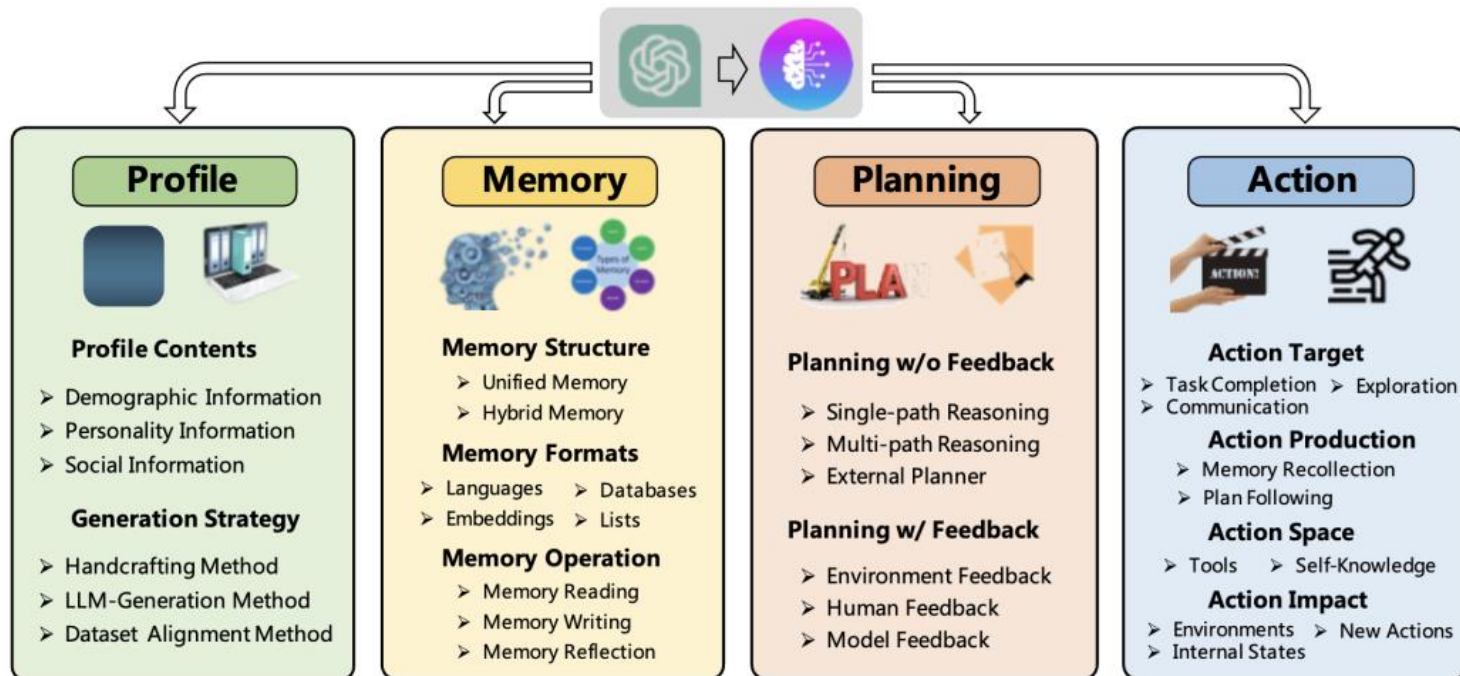 Profile
Profile Contents
➢ Demographic Information
➢ Personality Information
➢ Social Information
Generation Strategy
➢ Handcrafting Method
➢ LLM-Generation Method
➢ Dataset Alignment Method
Memory
Types of
Memory
Memory Structure
➢ Unified Memory
➢ Hybrid Memory
Memory Formats
➢ Languages ➢ Databases
➢ Embeddings ➢ Lists
Memory Operation
➢ Memory Reading
➢ Memory Writing
➢ Memory Reflection
Planning
PLAN
Planning w/o Feedback
➢ Single-path Reasoning
➢ Multi-path Reasoning
➢ External Planner
Planning w/ Feedback
➢ Environment Feedback
➢ Human Feedback
➢ Model Feedback
Action
ACTION!
Action Target
➢ Task Completion ➢ Exploration
➢ Communication
Action Production
➢ Memory Recollection
➢ Plan Following
Action Space
➢ Tools ➢ Self-Knowledge
Action Impact
➢ Environments ➢ New Actions
➢ Internal States